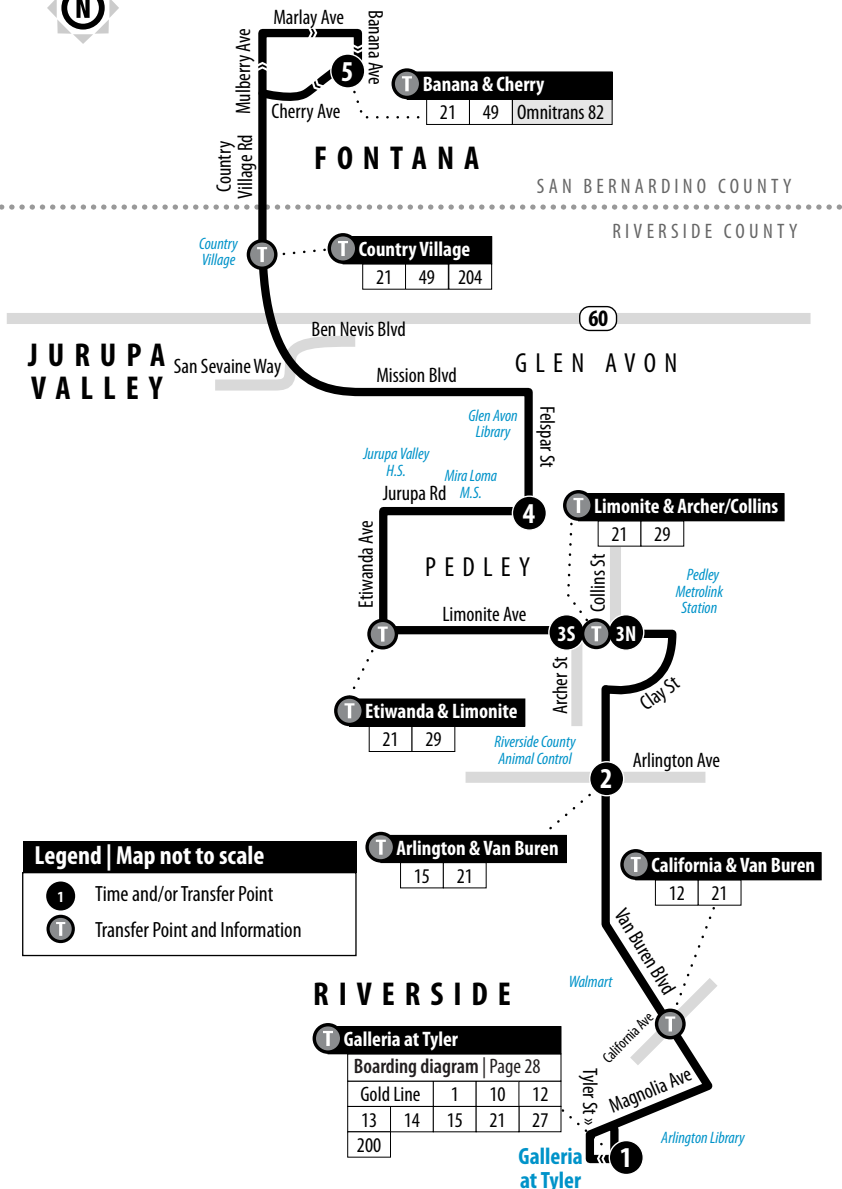 N
Marlay Ave
Banana Ave
Mulberry Ave
5
T Banana & Cherry
21 49 Omnitrans 82
Cherry Ave
Country
Village Rd
FONTANA
SAN BERNARDINO COUNTY
RIVERSIDE COUNTY
Country
Village
T
T Country Village
21 49 204
60
Ben Nevis Blvd
JURUPA
VALLEY
San Sevaine Way
GLEN AVON
Mission Blvd
Glen Avon
Library
Felspar St
Jurupa Valley
H.S.
Mira Loma
M.S.
Jurupa Rd
4
T Limonite & Archer/Collins
21 29
Etiwanda Ave
PEDLEY
Collins St
Pedley
Metrolink
Station
Limonite Ave
T
3S T 3N
Archer St
Clay St
T Etiwanda & Limonite
21 29
Riverside County
Animal Control
Arlington Ave
2
T Arlington & Van Buren
15 21
Legend | Map not to scale
1 Time and/or Transfer Point
T Transfer Point and Information
T California & Van Buren
12 21
Van Buren Blvd
Walmart
RIVERSIDE
California Ave
T
T Galleria at Tyler
Boarding diagram | Page 28
Gold Line 1 10 12
13 14 15 21 27
200
Tyler St »
Magnolia Ave
Arlington Library
1
Galleria
at Tyler